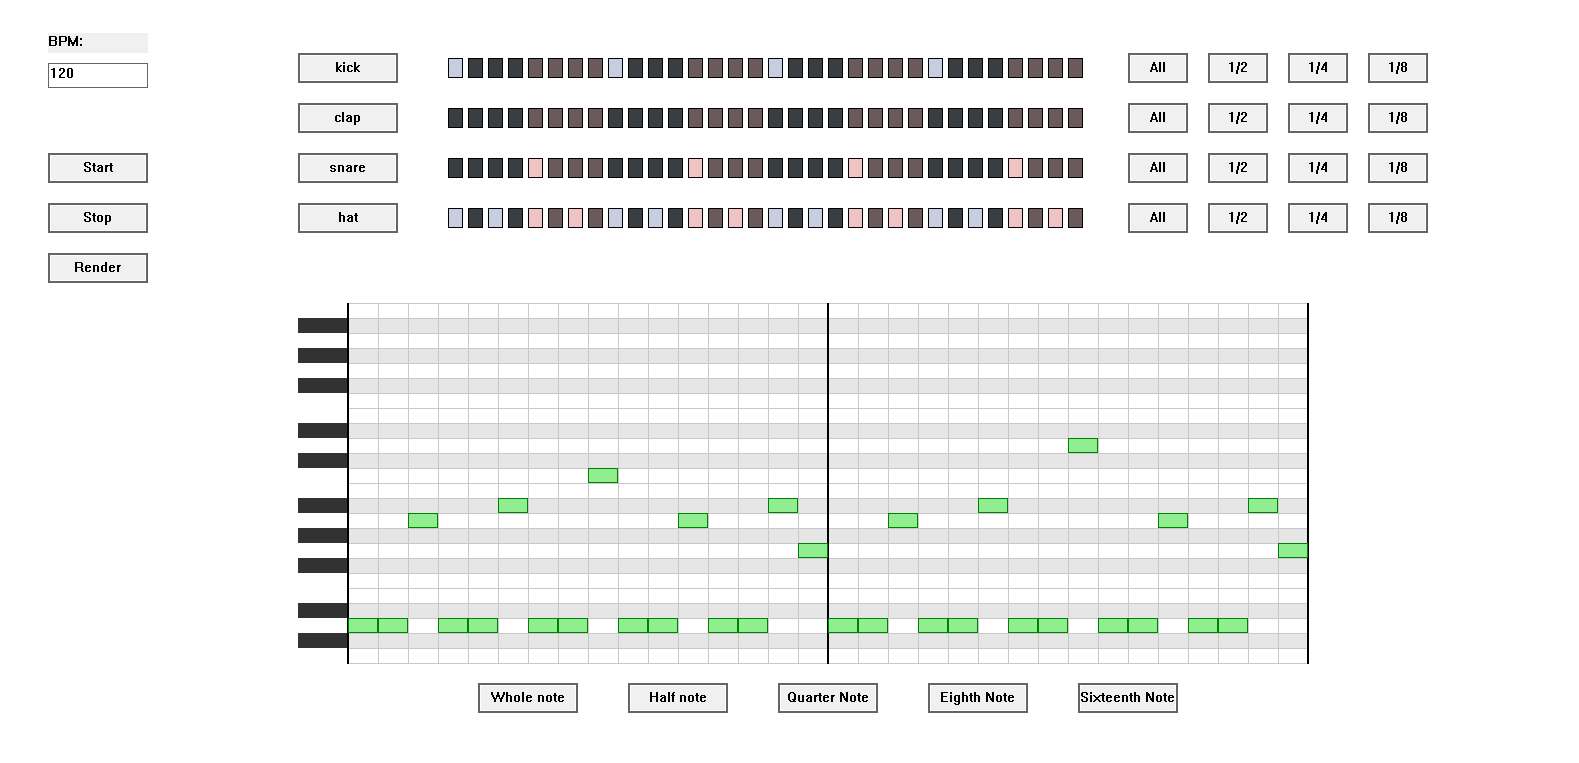 BPM:
120
Start
Stop
Render
kick
All 1/2 1/4 1/8
clap
All 1/2 1/4 1/8
snare
All 1/2 1/4 1/8
hat
All 1/2 1/4 1/8
Whole note Half note Quarter Note Eighth Note Sixteenth Note